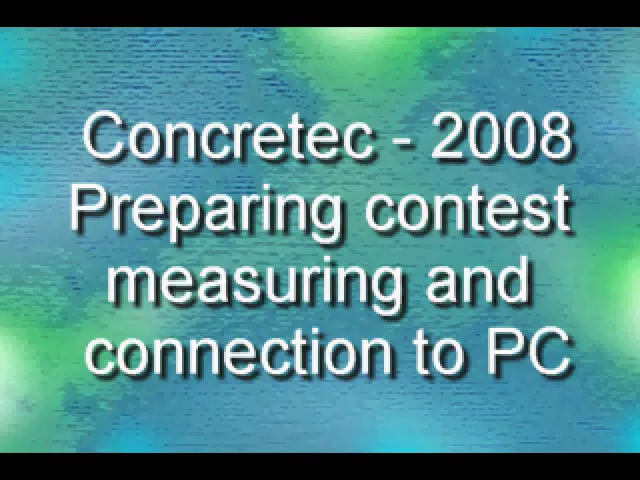 Concretec - 2008
Preparing contest
measuring and
connection to PC